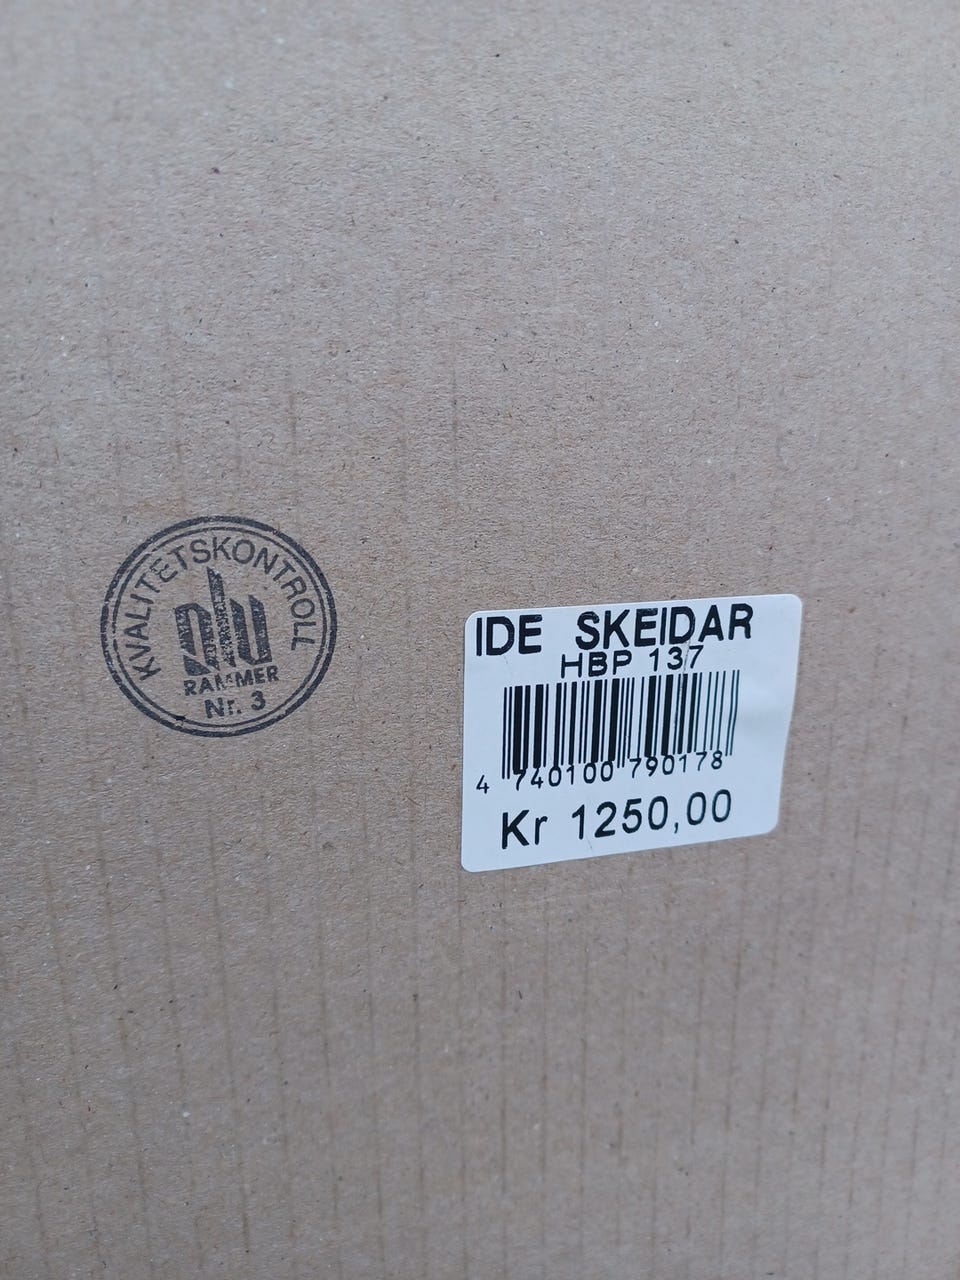 KVALITETSKONTROLL
RAMMER
Nr. 3
IDE SKEIDAR
HBP 137
4 740100 790178
Kr 1250,00